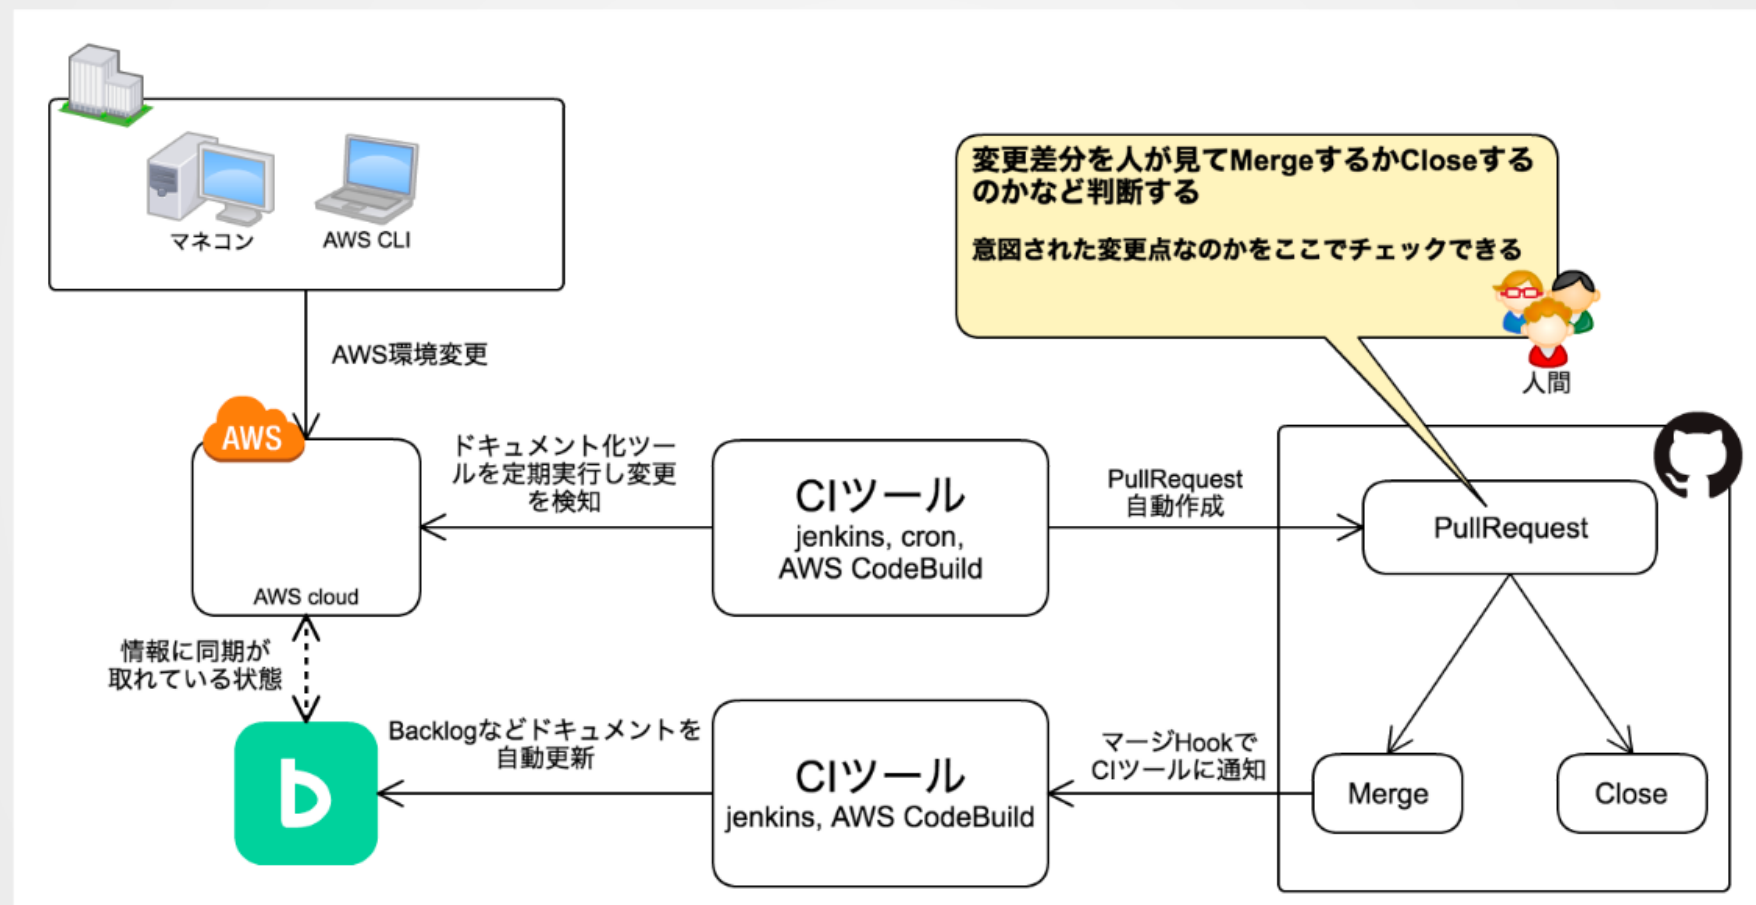 マネコン
AWS CLI
変更差分を人が見てMergeするかCloseする
のかなど判断する
意図された変更点なのかをここでチェックできる
人間
AWS環境変更
AWS
AWS cloud
ドキュメント化ツー
ルを定期実行し変更
を検知
CIツール
jenkins, cron,
AWS CodeBuild
PullRequest
自動作成
PullRequest
情報に同期が
取れている状態
b
Backlogなどドキュメントを
自動更新
CIツール
jenkins, AWS CodeBuild
マージHookで
CIツールに通知
Merge
Close